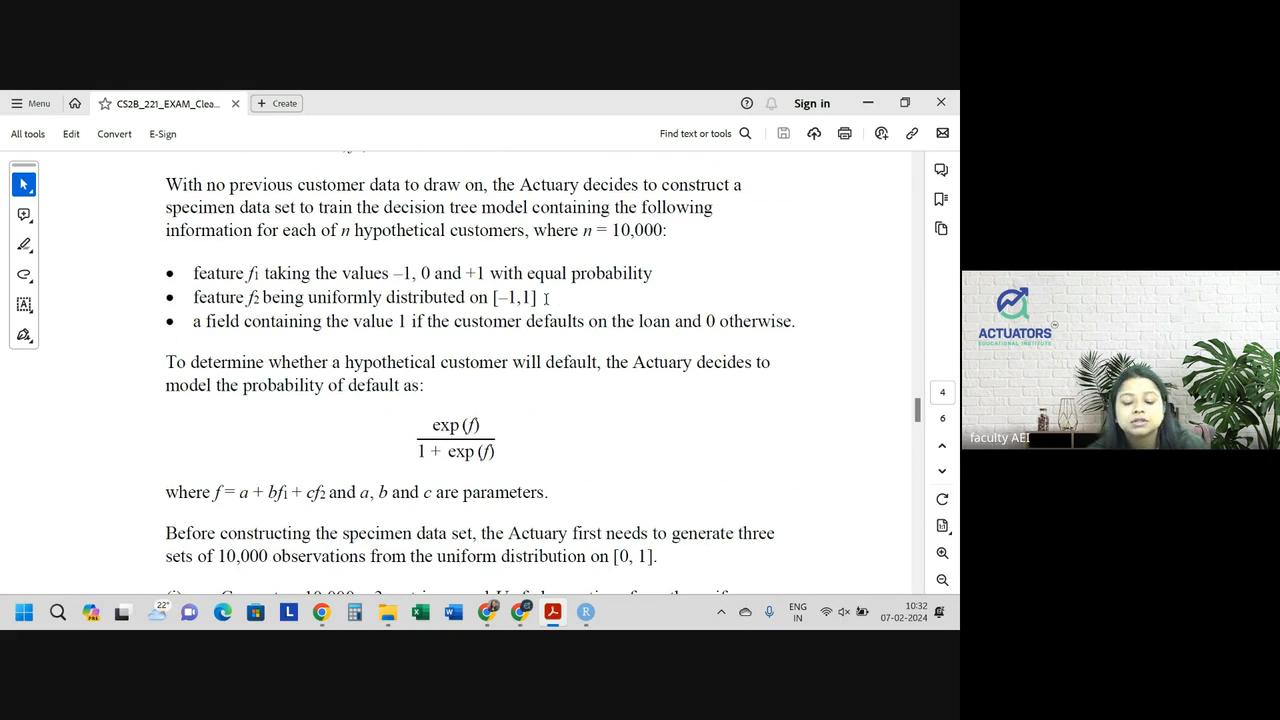 Menu
CS2B_221_EXAM_Clea...
Create
Sign in
All tools
Edit
Convert
E-Sign
Find text or tools
With no previous customer data to draw on, the Actuary decides to construct a
specimen data set to train the decision tree model containing the following
information for each of n hypothetical customers, where n = 10,000:
• feature f1 taking the values –1, 0 and +1 with equal probability
• feature f2 being uniformly distributed on [–1,1]
• a field containing the value 1 if the customer defaults on the loan and 0 otherwise.
To determine whether a hypothetical customer will default, the Actuary decides to
model the probability of default as:
exp (f)
1 + exp (f)
where f = a + bf1 + cf2 and a, b and c are parameters.
Before constructing the specimen data set, the Actuary first needs to generate three
sets of 10,000 observations from the uniform distribution on [0, 1].
4
6
ACTUATORS
EDUCATIONAL INSTITUTE
faculty AEI
22°
ENG
IN
10:32
07-02-2024